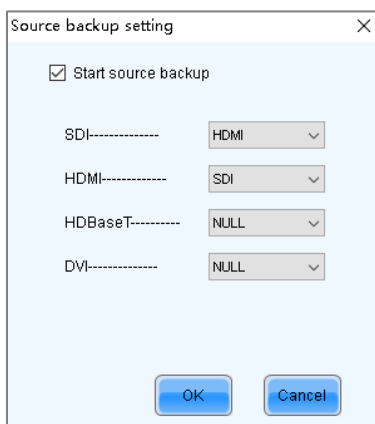 Source backup setting
Start source backup
SDI-------------- HDMI
HDMI------------- SDI
HDBaseT---------- NULL
DVI-------------- NULL
OK Cancel